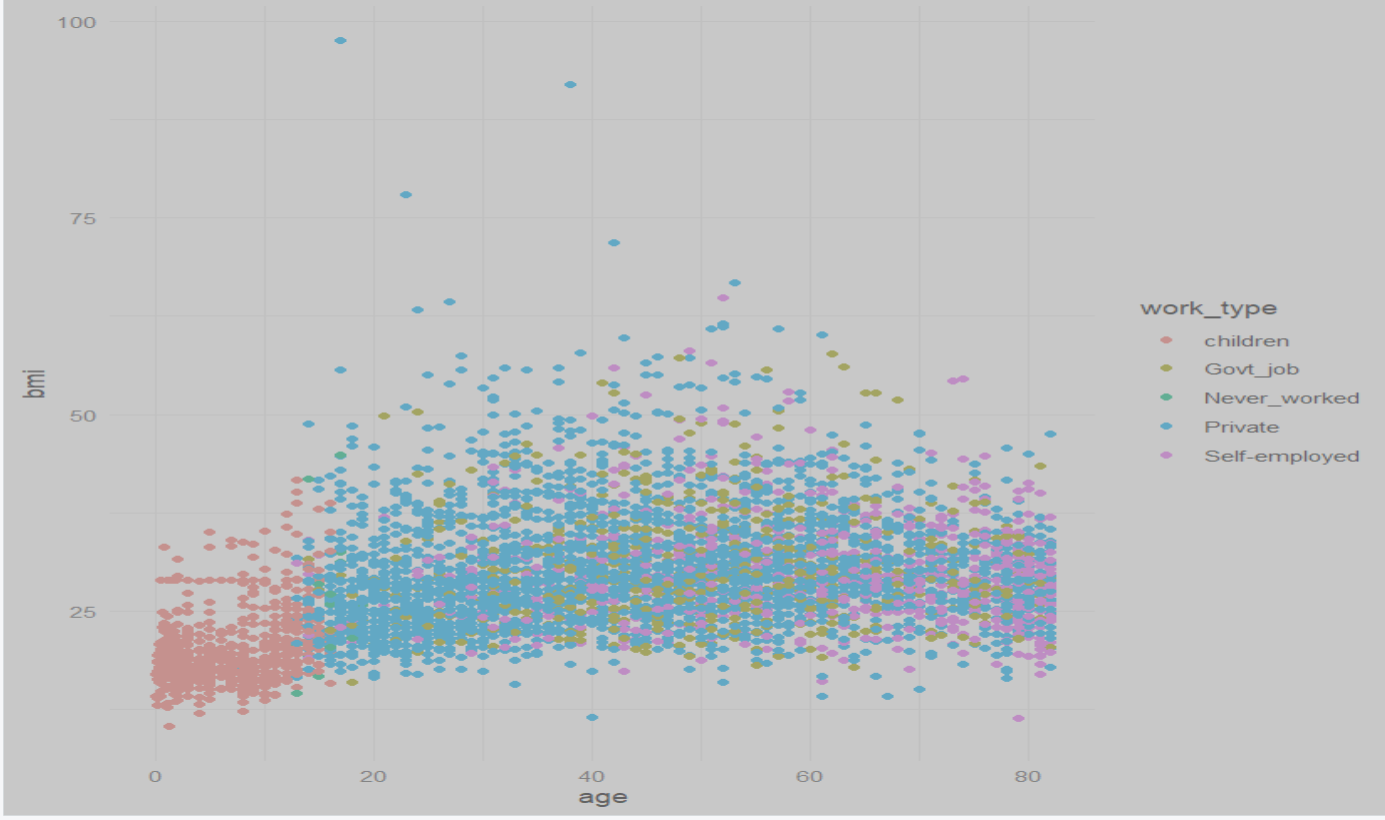 100
75
50
25
bmi
0 20 40 60 80
age
work_type
children
Govt_job
Never_worked
Private
Self-employed